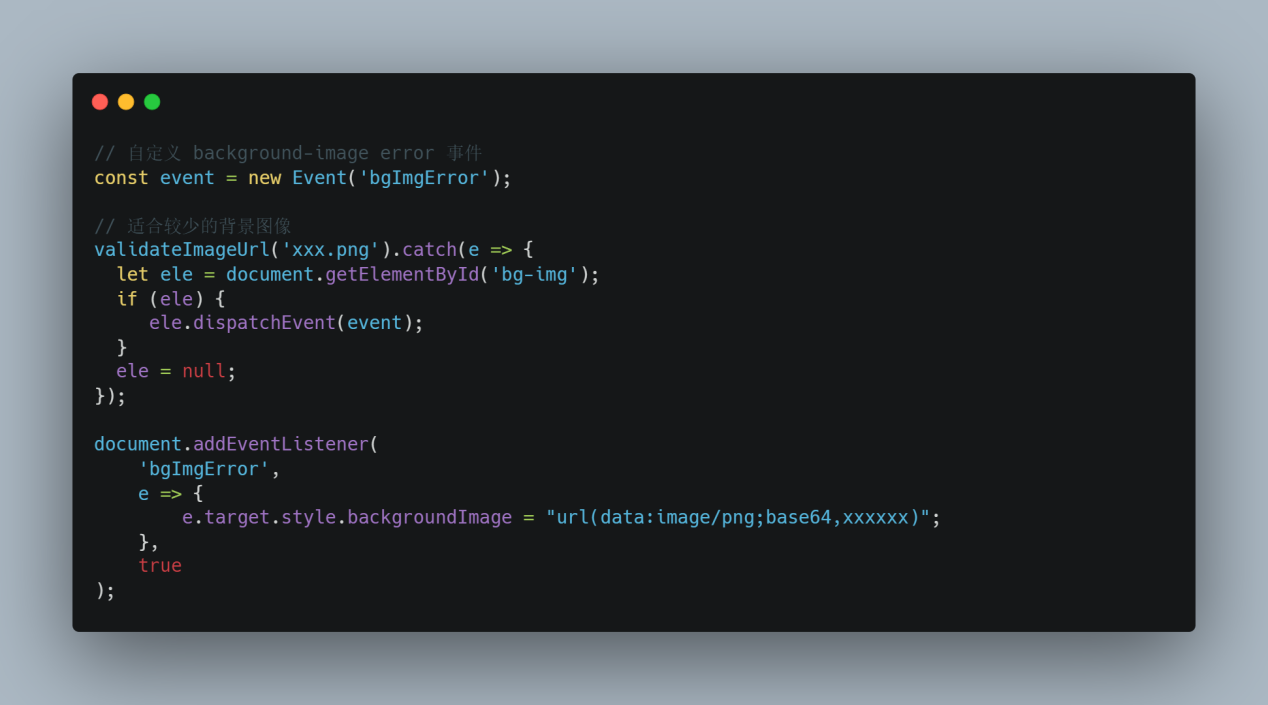 // 自定义 background-image error 事件
const event = new Event('bgImgError');
// 适合较少的背景图像
validateImageUrl('xxx.png').catch(e => {
  let ele = document.getElementById('bg-img');
  if (ele) {
     ele.dispatchEvent(event);
  }
  ele = null;
});
document.addEventListener(
    'bgImgError',
    e => {
        e.target.style.backgroundImage = "url(data:image/png;base64,xxxxxx)";
    },
    true
);